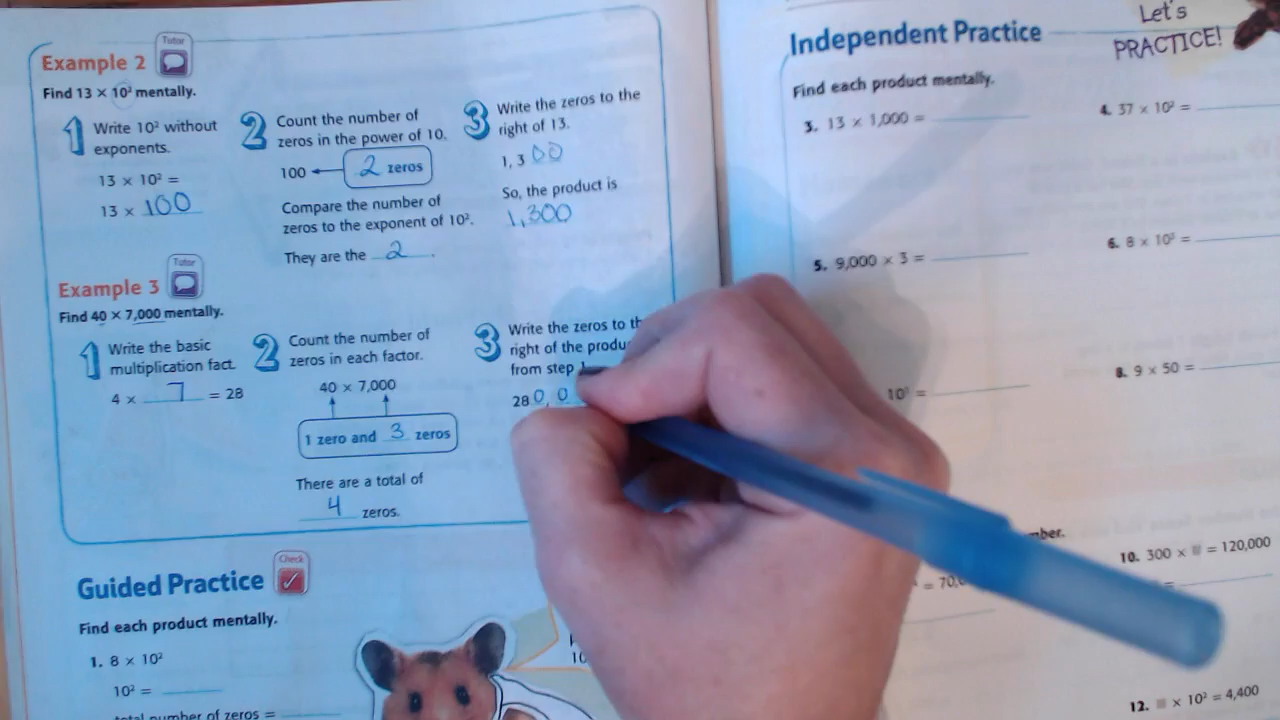 Example 2
Tutor
Find 13 × 10² mentally.
1 Write 10² without
exponents.
13 × 10² =
13 × 100
2 Count the number of
zeros in the power of 10.
100 ← 2 zeros
Compare the number of
zeros to the exponent of 10².
They are the 2.
3 Write the zeros to the
right of 13.
1, 3 00
So, the product is
1,300
Example 3
Tutor
Find 40 × 7,000 mentally.
1 Write the basic
multiplication fact.
4 × 7 = 28
2 Count the number of
zeros in each factor.
40 × 7,000
1 zero and 3 zeros
There are a total of
4 zeros.
3 Write the zeros to
right of the
from step
28 0, 0
Guided Practice
Check
Find each product mentally.
1. 8 × 10²
10² =
total number of zeros =
Independent Practice
Let's
PRACTICE!
Find each product mentally.
3. 13 × 1,000 =
4. 37 × 10² =
5. 9,000 × 3 =
6. 8 × 10³ =
=
8. 9 × 50 =
10. 300 × ■ = 120,000
=
12. ■ × 10² = 4,400